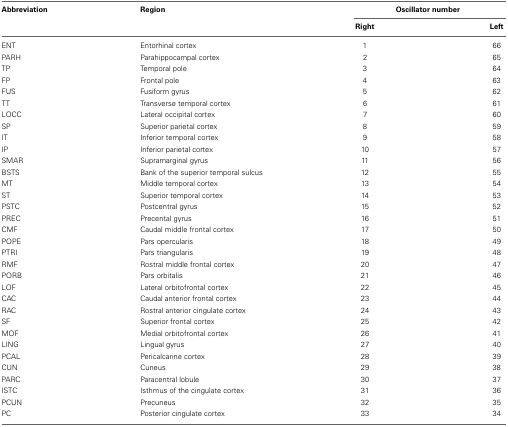 Abbreviation Region Oscillator number
Right Left
ENT Entorhinal cortex 1 66
PARH Parahippocampal cortex 2 65
TP Temporal pole 3 64
FP Frontal pole 4 63
FUS Fusiform gyrus 5 62
TT Transverse temporal cortex 6 61
LOCC Lateral occipital cortex 7 60
SP Superior parietal cortex 8 59
IT Inferior temporal cortex 9 58
IP Inferior parietal cortex 10 57
SMAR Supramarginal gyrus 11 56
BSTS Bank of the superior temporal sulcus 12 55
MT Middle temporal cortex 13 54
ST Superior temporal cortex 14 53
PSTC Postcentral gyrus 15 52
PREC Precental gyrus 16 51
CMF Caudal middle frontal cortex 17 50
POPE Pars opercularis 18 49
PTRI Pars triangularis 19 48
RMF Rostral middle frontal cortex 20 47
PORB Pars orbitalis 21 46
LOF Lateral orbitofrontal cortex 22 45
CAC Caudal anterior frontal cortex 23 44
RAC Rostral anterior cingulate cortex 24 43
SF Superior frontal cortex 25 42
MOF Medial orbitofrontal cortex 26 41
LING Lingual gyrus 27 40
PCAL Pericalcarine cortex 28 39
CUN Cuneus 29 38
PARC Paracentral lobule 30 37
ISTC Isthmus of the cingulate cortex 31 36
PCUN Precuneus 32 35
PC Posterior cingulate cortex 33 34